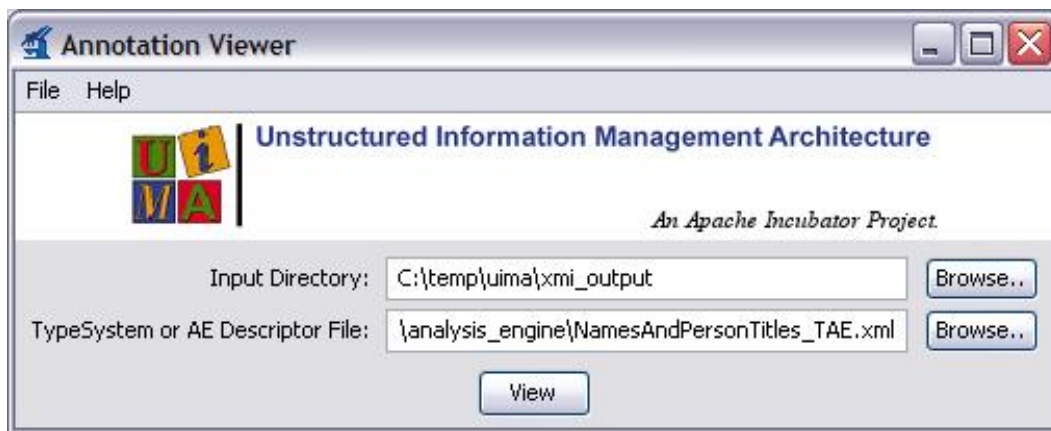 Annotation Viewer
File Help
UiMA
Unstructured Information Management Architecture
An Apache Incubator Project.
Input Directory: C:\temp\uima\xmi_output Browse..
TypeSystem or AE Descriptor File: \analysis_engine\NamesAndPersonTitles_TAE.xml Browse..
View